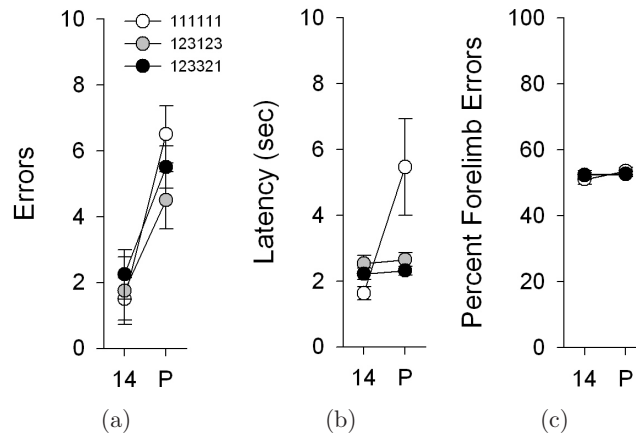 Errors
10
8
6
4
2
0
111111
123123
123321
14 P
(a)
Latency (sec)
10
8
6
4
2
0
14 P
(b)
Percent Forelimb Errors
100
80
60
40
20
0
14 P
(c)